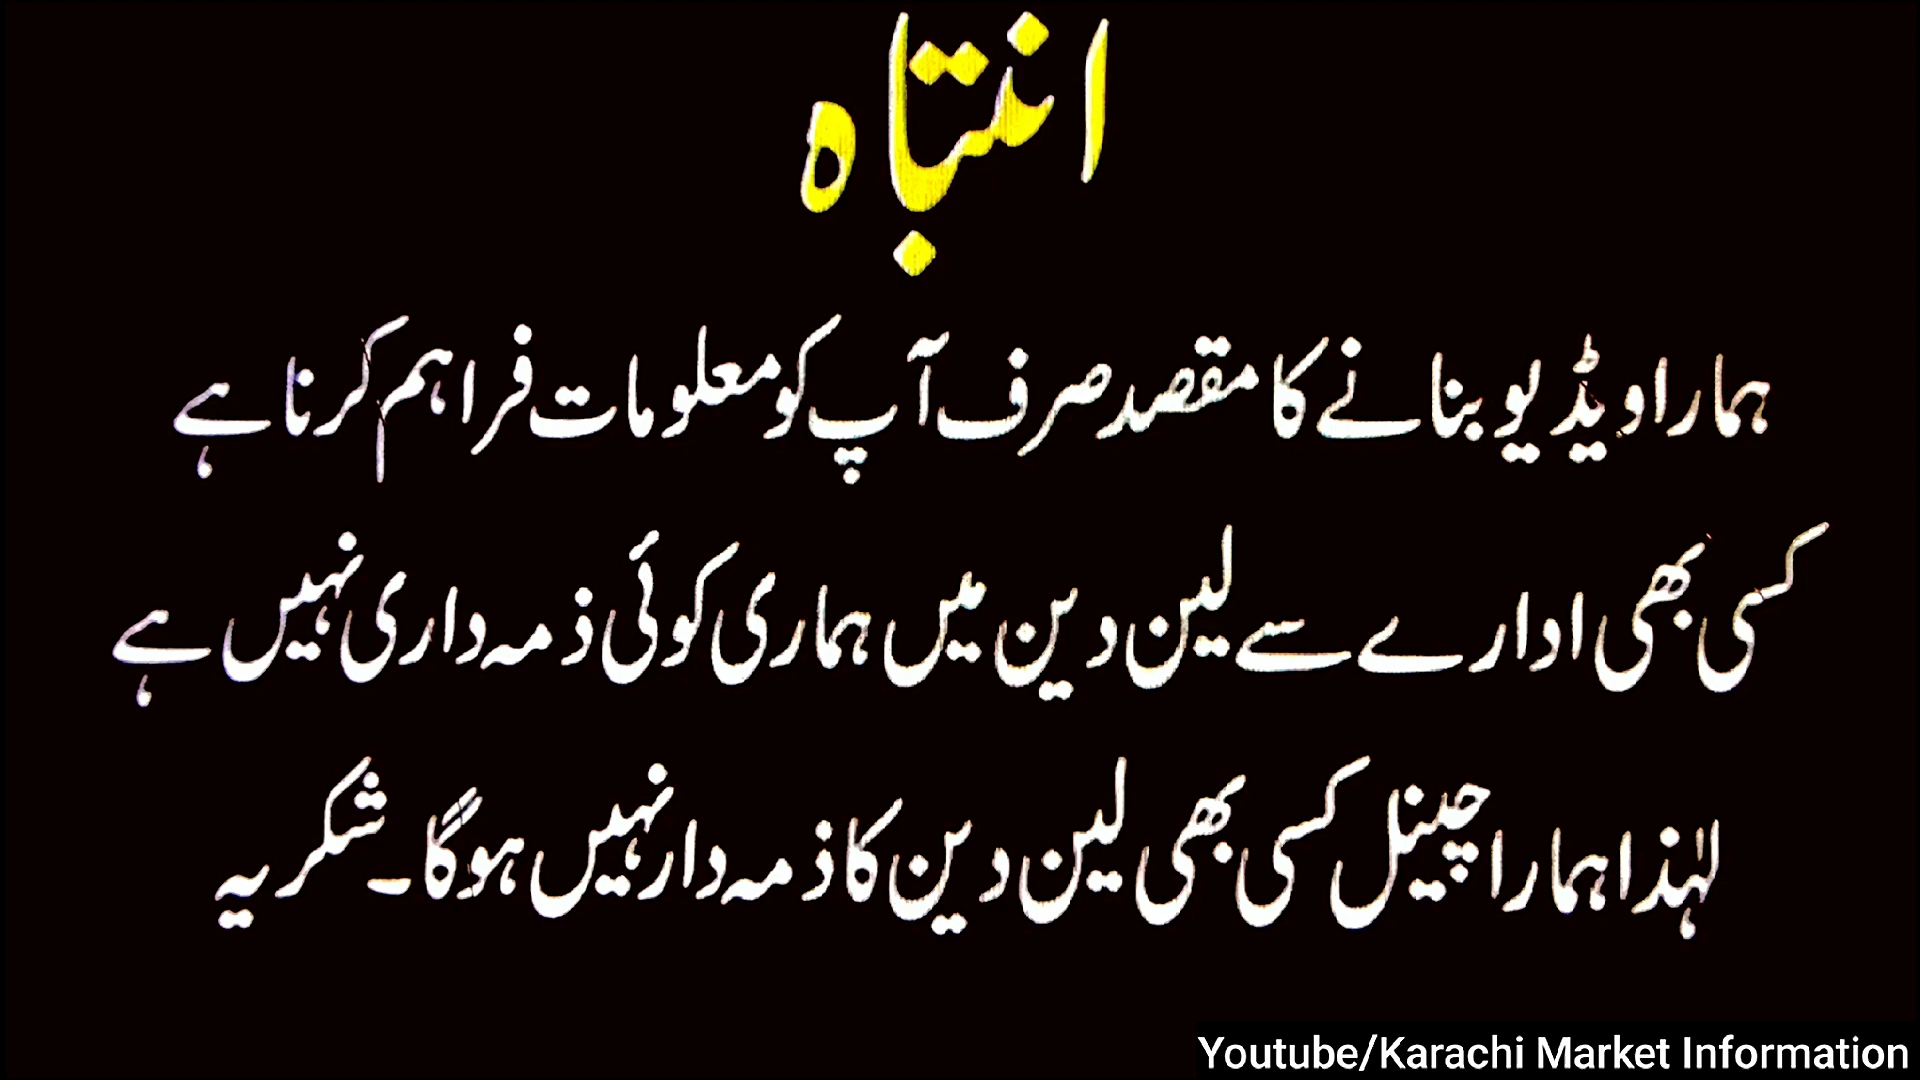 انتباہ
ہمارا ویڈیو بنانے کا مقصد صرف آپ کو معلومات فراہم کرنا ہے
کسی بھی ادارے سے لین دین میں ہماری کوئی ذمہ داری نہیں ہے
لہٰذا ہمارا چینل کسی بھی لین دین کا ذمہ دار نہیں ہوگا۔ شکریہ
Youtube/Karachi Market Information